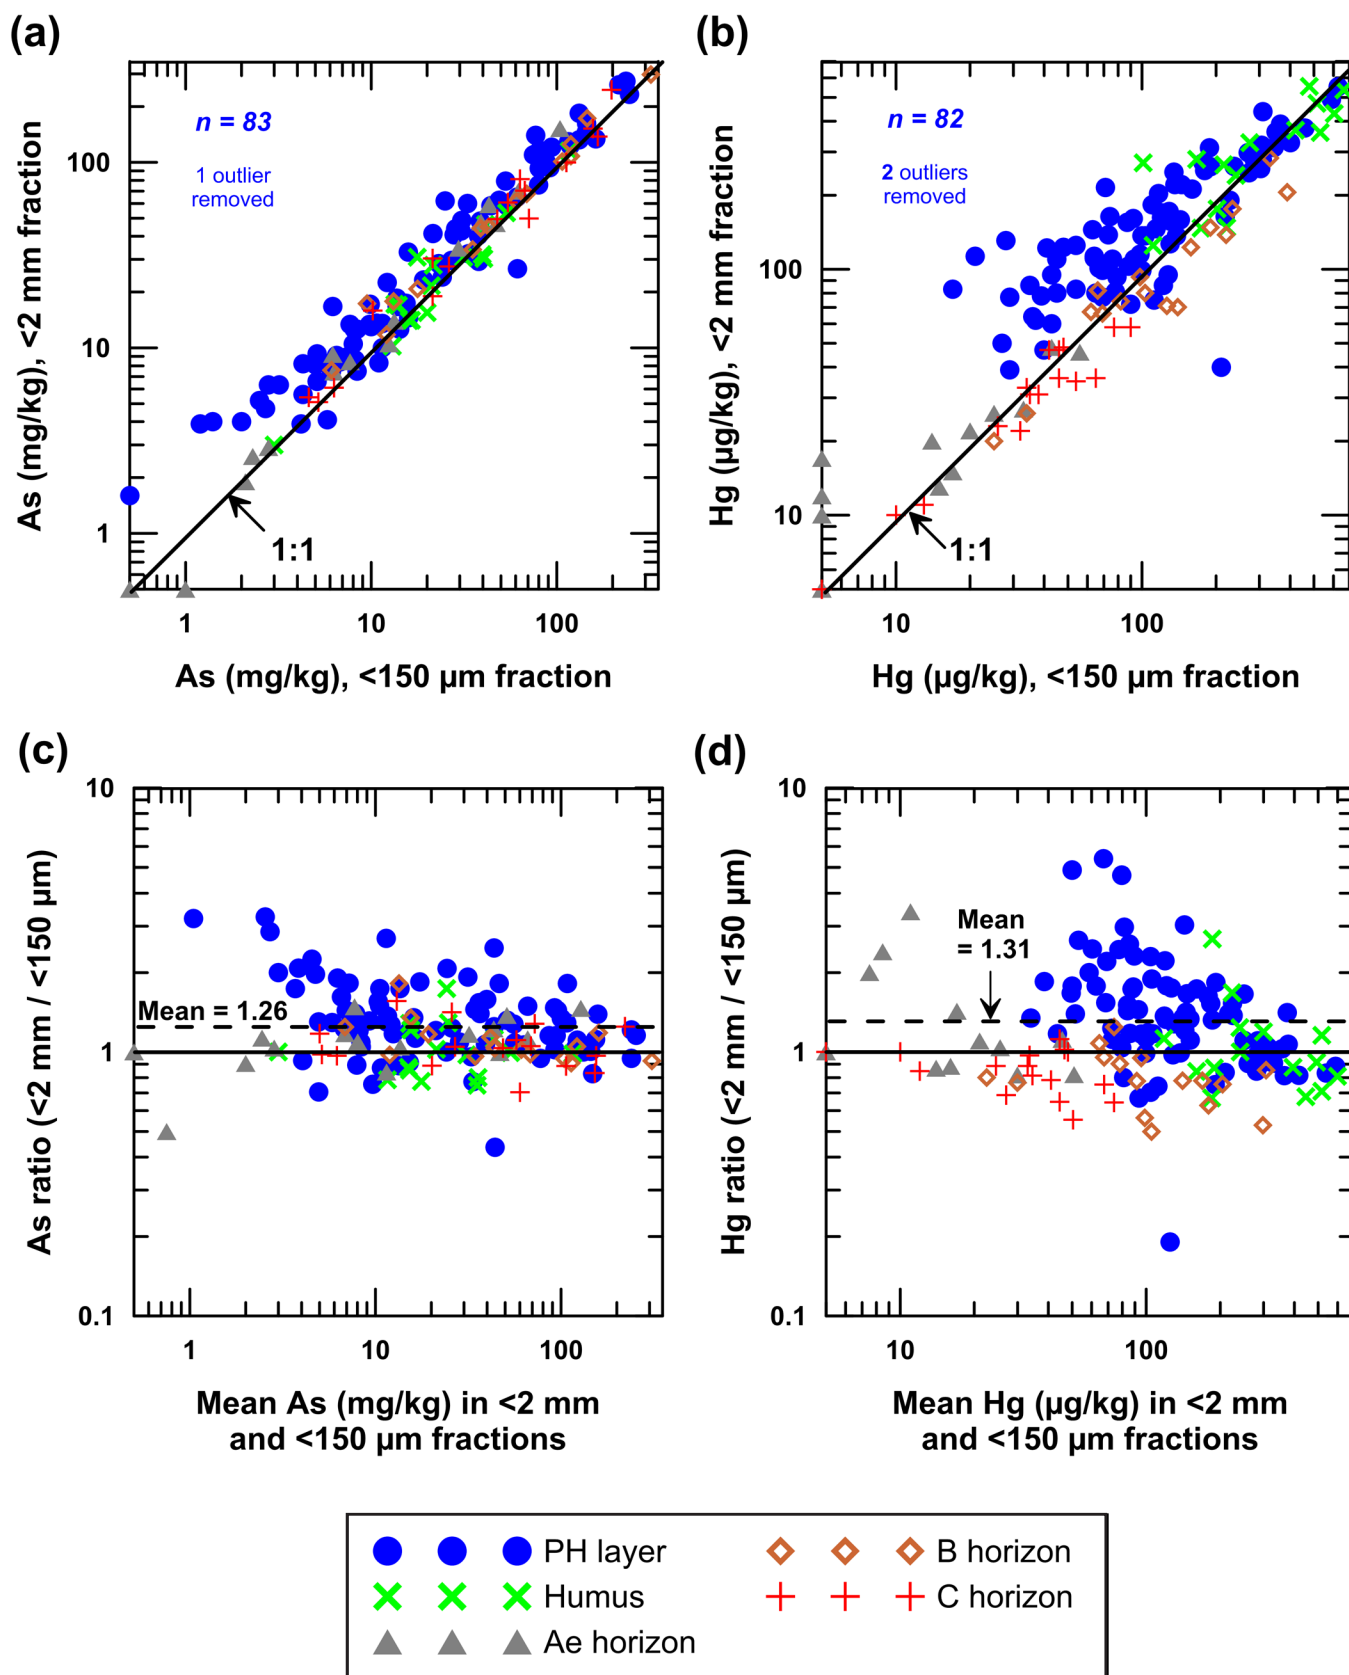 (a)
n = 83
1 outlier
removed
As (mg/kg), <2 mm fraction
100
10
1
1:1
1
10
100
As (mg/kg), <150 µm fraction
(b)
n = 82
2 outliers
removed
Hg (µg/kg), <2 mm fraction
100
10
1:1
10
100
Hg (µg/kg), <150 µm fraction
(c)
As ratio (<2 mm / <150 µm)
10
1
0.1
Mean = 1.26
1
10
100
Mean As (mg/kg) in <2 mm
and <150 µm fractions
(d)
Hg ratio (<2 mm / <150 µm)
10
1
0.1
Mean
= 1.31
10
100
Mean Hg (µg/kg) in <2 mm
and <150 µm fractions
PH layer
B horizon
Humus
C horizon
Ae horizon